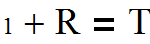 1 + R = T